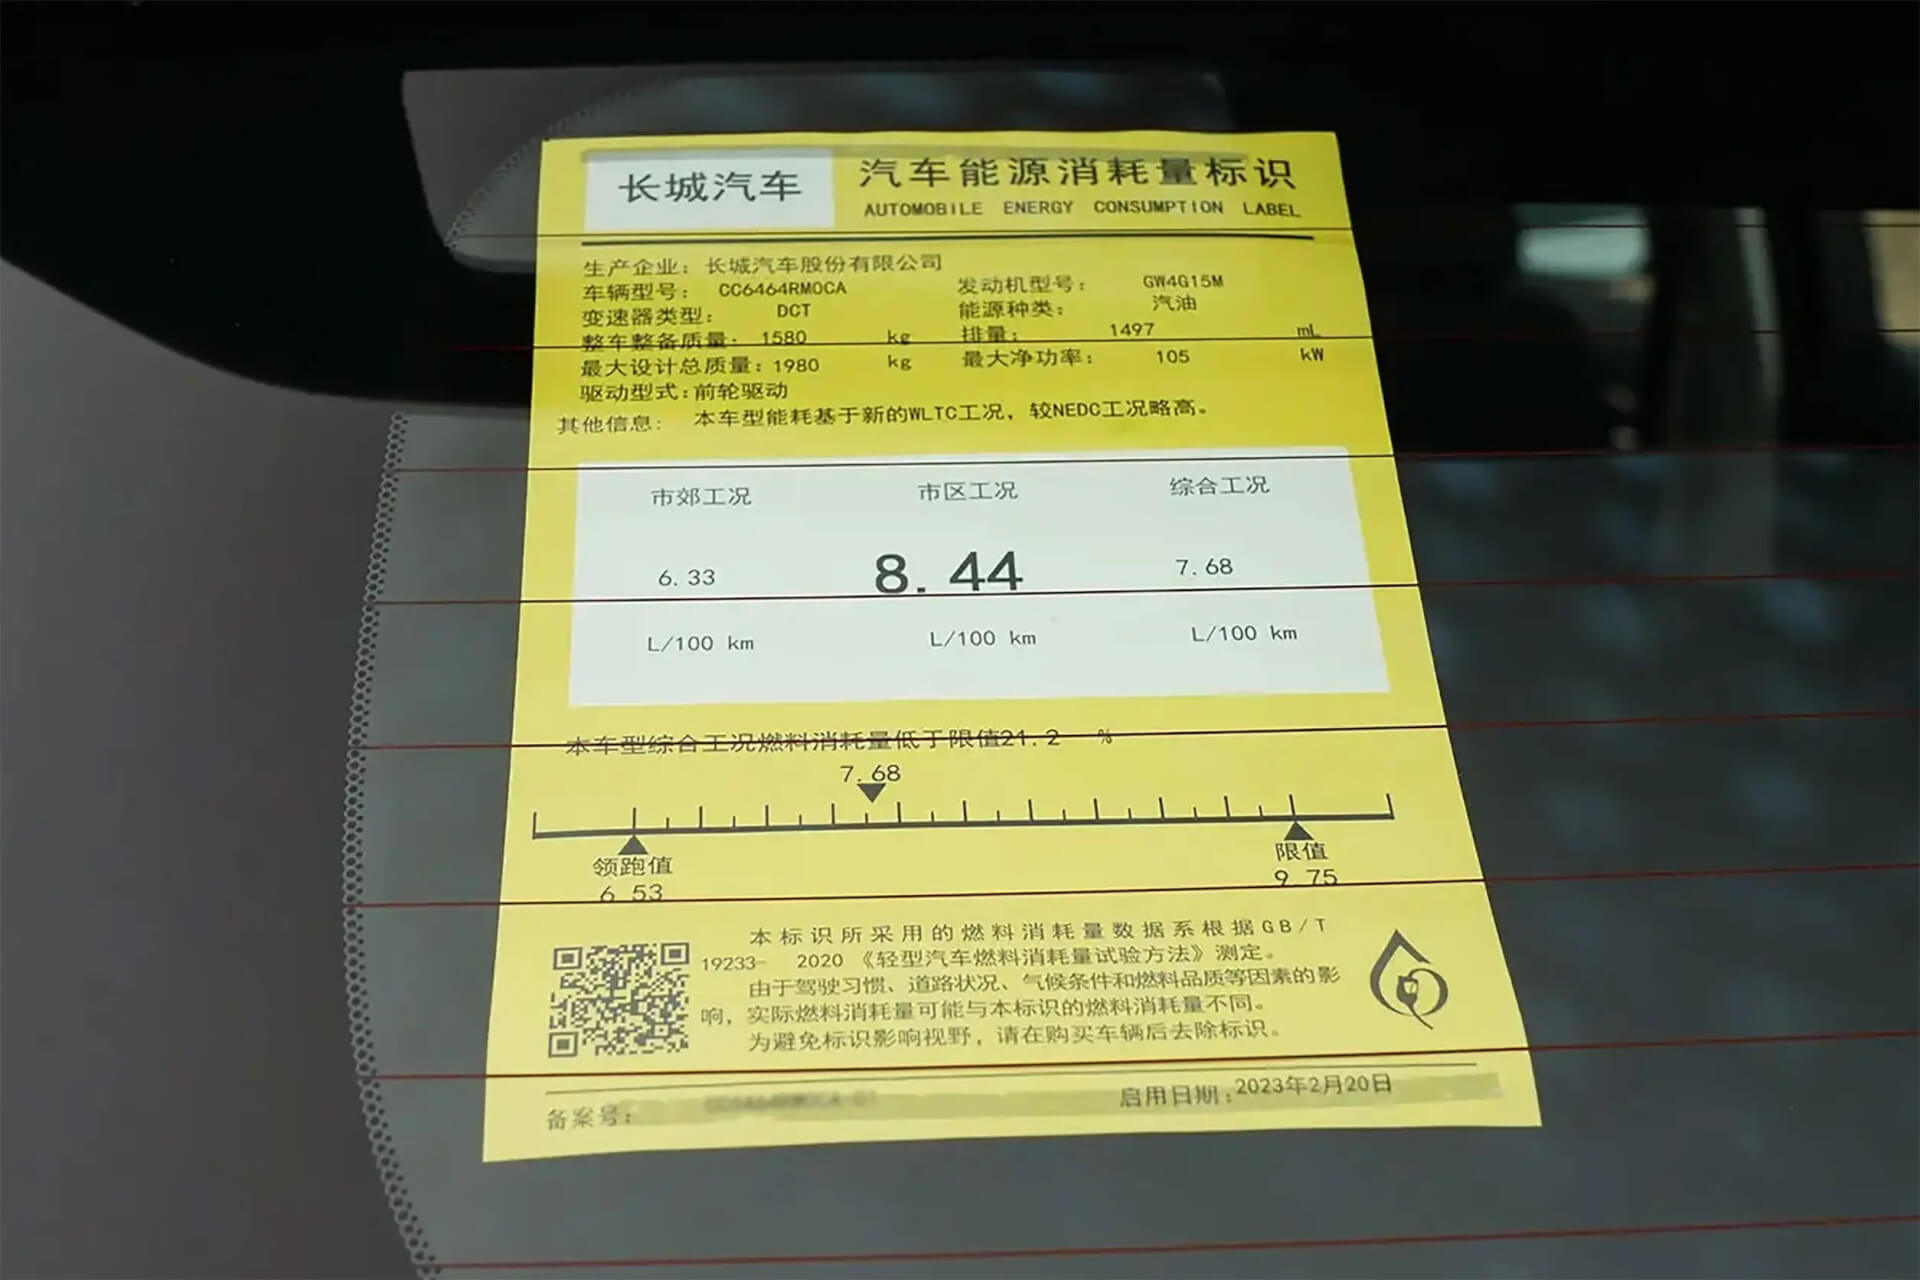 长城汽车 汽车能源消耗量标识
AUTOMOBILE ENERGY CONSUMPTION LABEL
生产企业: 长城汽车股份有限公司
车辆型号: CC6464RM0CA 发动机型号: GW4G15M
变速器类型: DCT 能源种类: 汽油
整车整备质量: 1580 kg 排量: 1497 mL
最大设计总质量: 1980 kg 最大净功率: 105 kW
驱动型式: 前轮驱动
其他信息: 本车型能耗基于新的WLTC工况, 较NEDC工况略高。
市郊工况 市区工况 综合工况
6.33 8.44 7.68
L/100 km L/100 km L/100 km
本车型综合工况燃料消耗量低于限值21.2 %
7.68
领跑值 限值
6.53 9.75
本标识所采用的燃料消耗量数据系根据GB/T
19233- 2020《轻型汽车燃料消耗量试验方法》测定。
由于驾驶习惯、道路状况、气候条件和燃料品质等因素的影
响, 实际燃料消耗量可能与本标识的燃料消耗量不同。
为避免标识影响视野, 请在购买车辆后去除标识。
备案号: 启用日期: 2023年2月20日